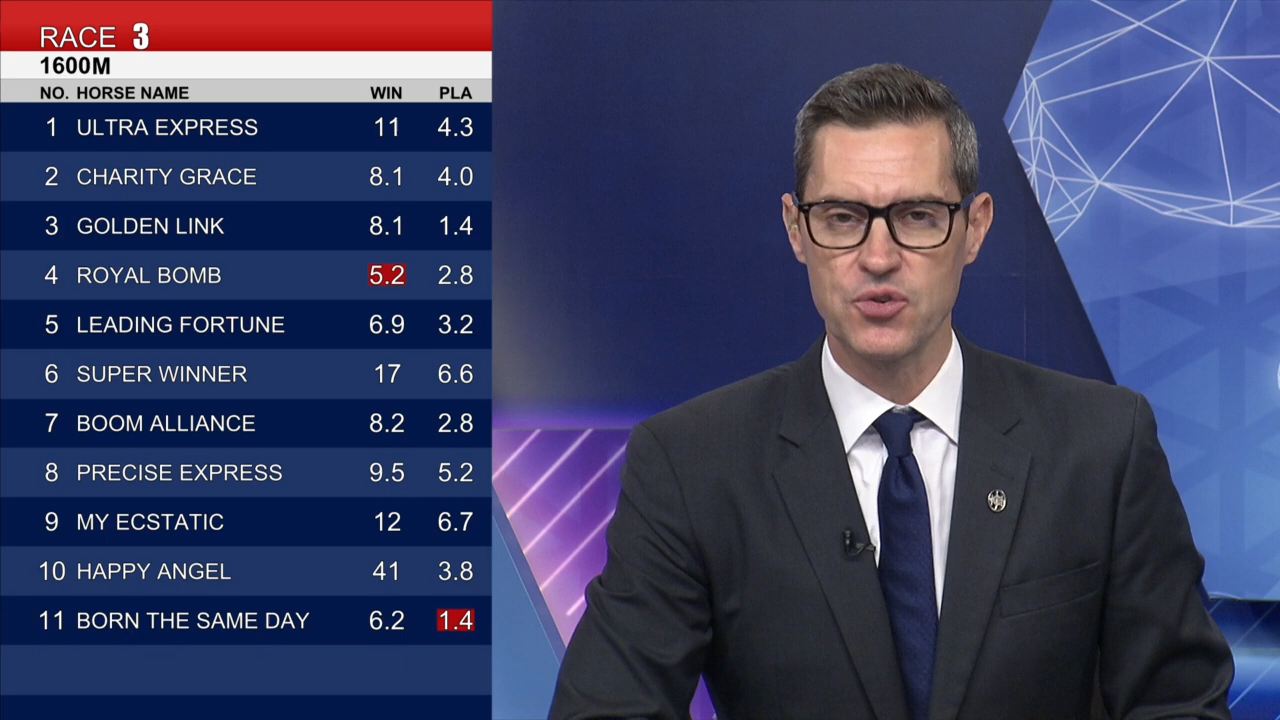 RACE 3
1600M
NO. HORSE NAME WIN PLA
1 ULTRA EXPRESS 11 4.3
2 CHARITY GRACE 8.1 4.0
3 GOLDEN LINK 8.1 1.4
4 ROYAL BOMB 5.2 2.8
5 LEADING FORTUNE 6.9 3.2
6 SUPER WINNER 17 6.6
7 BOOM ALLIANCE 8.2 2.8
8 PRECISE EXPRESS 9.5 5.2
9 MY ECSTATIC 12 6.7
10 HAPPY ANGEL 41 3.8
11 BORN THE SAME DAY 6.2 1.4